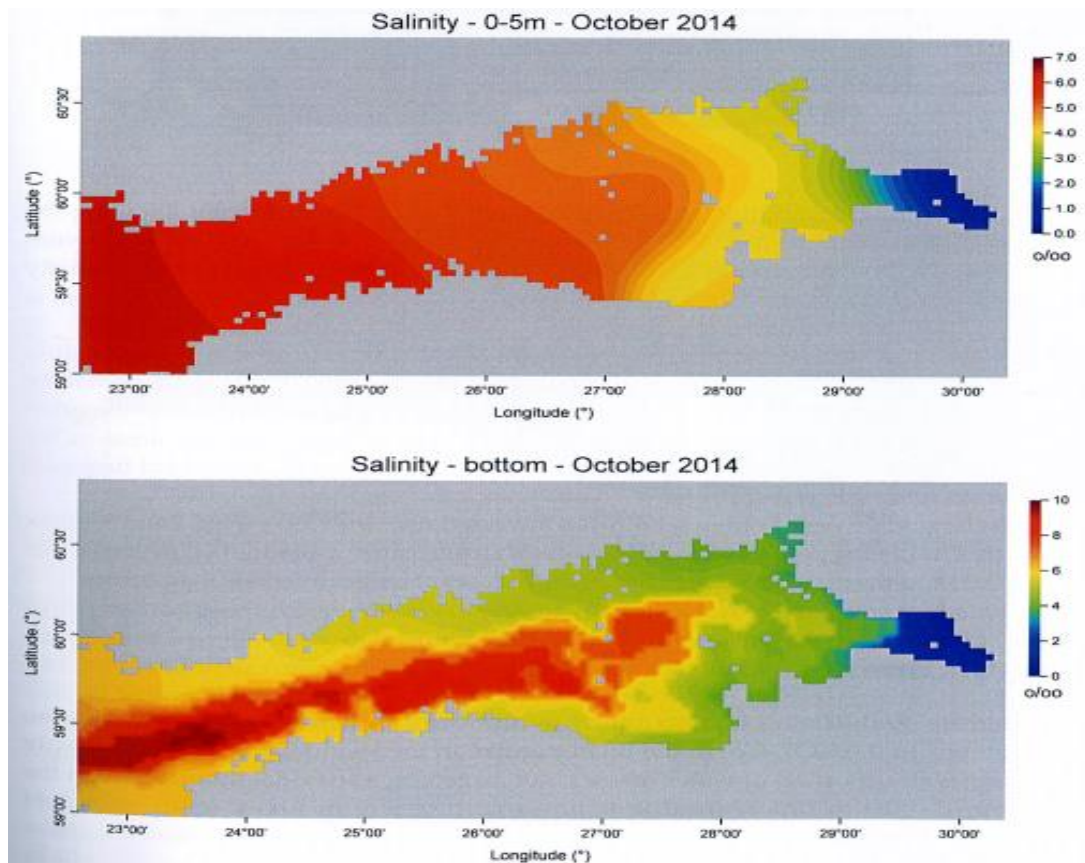 Salinity - 0-5m - October 2014
7.0
6.0
5.0
4.0
3.0
2.0
1.0
0.0
o/oo
Latitude (°)
60°30'
60°00'
59°30'
59°00'
23°00' 24°00' 25°00' 26°00' 27°00' 28°00' 29°00' 30°00'
Longitude (°)
Salinity - bottom - October 2014
10
8
6
4
2
0
o/oo
Latitude (°)
60°30'
60°00'
59°30'
59°00'
23°00' 24°00' 25°00' 26°00' 27°00' 28°00' 29°00' 30°00'
Longitude (°)